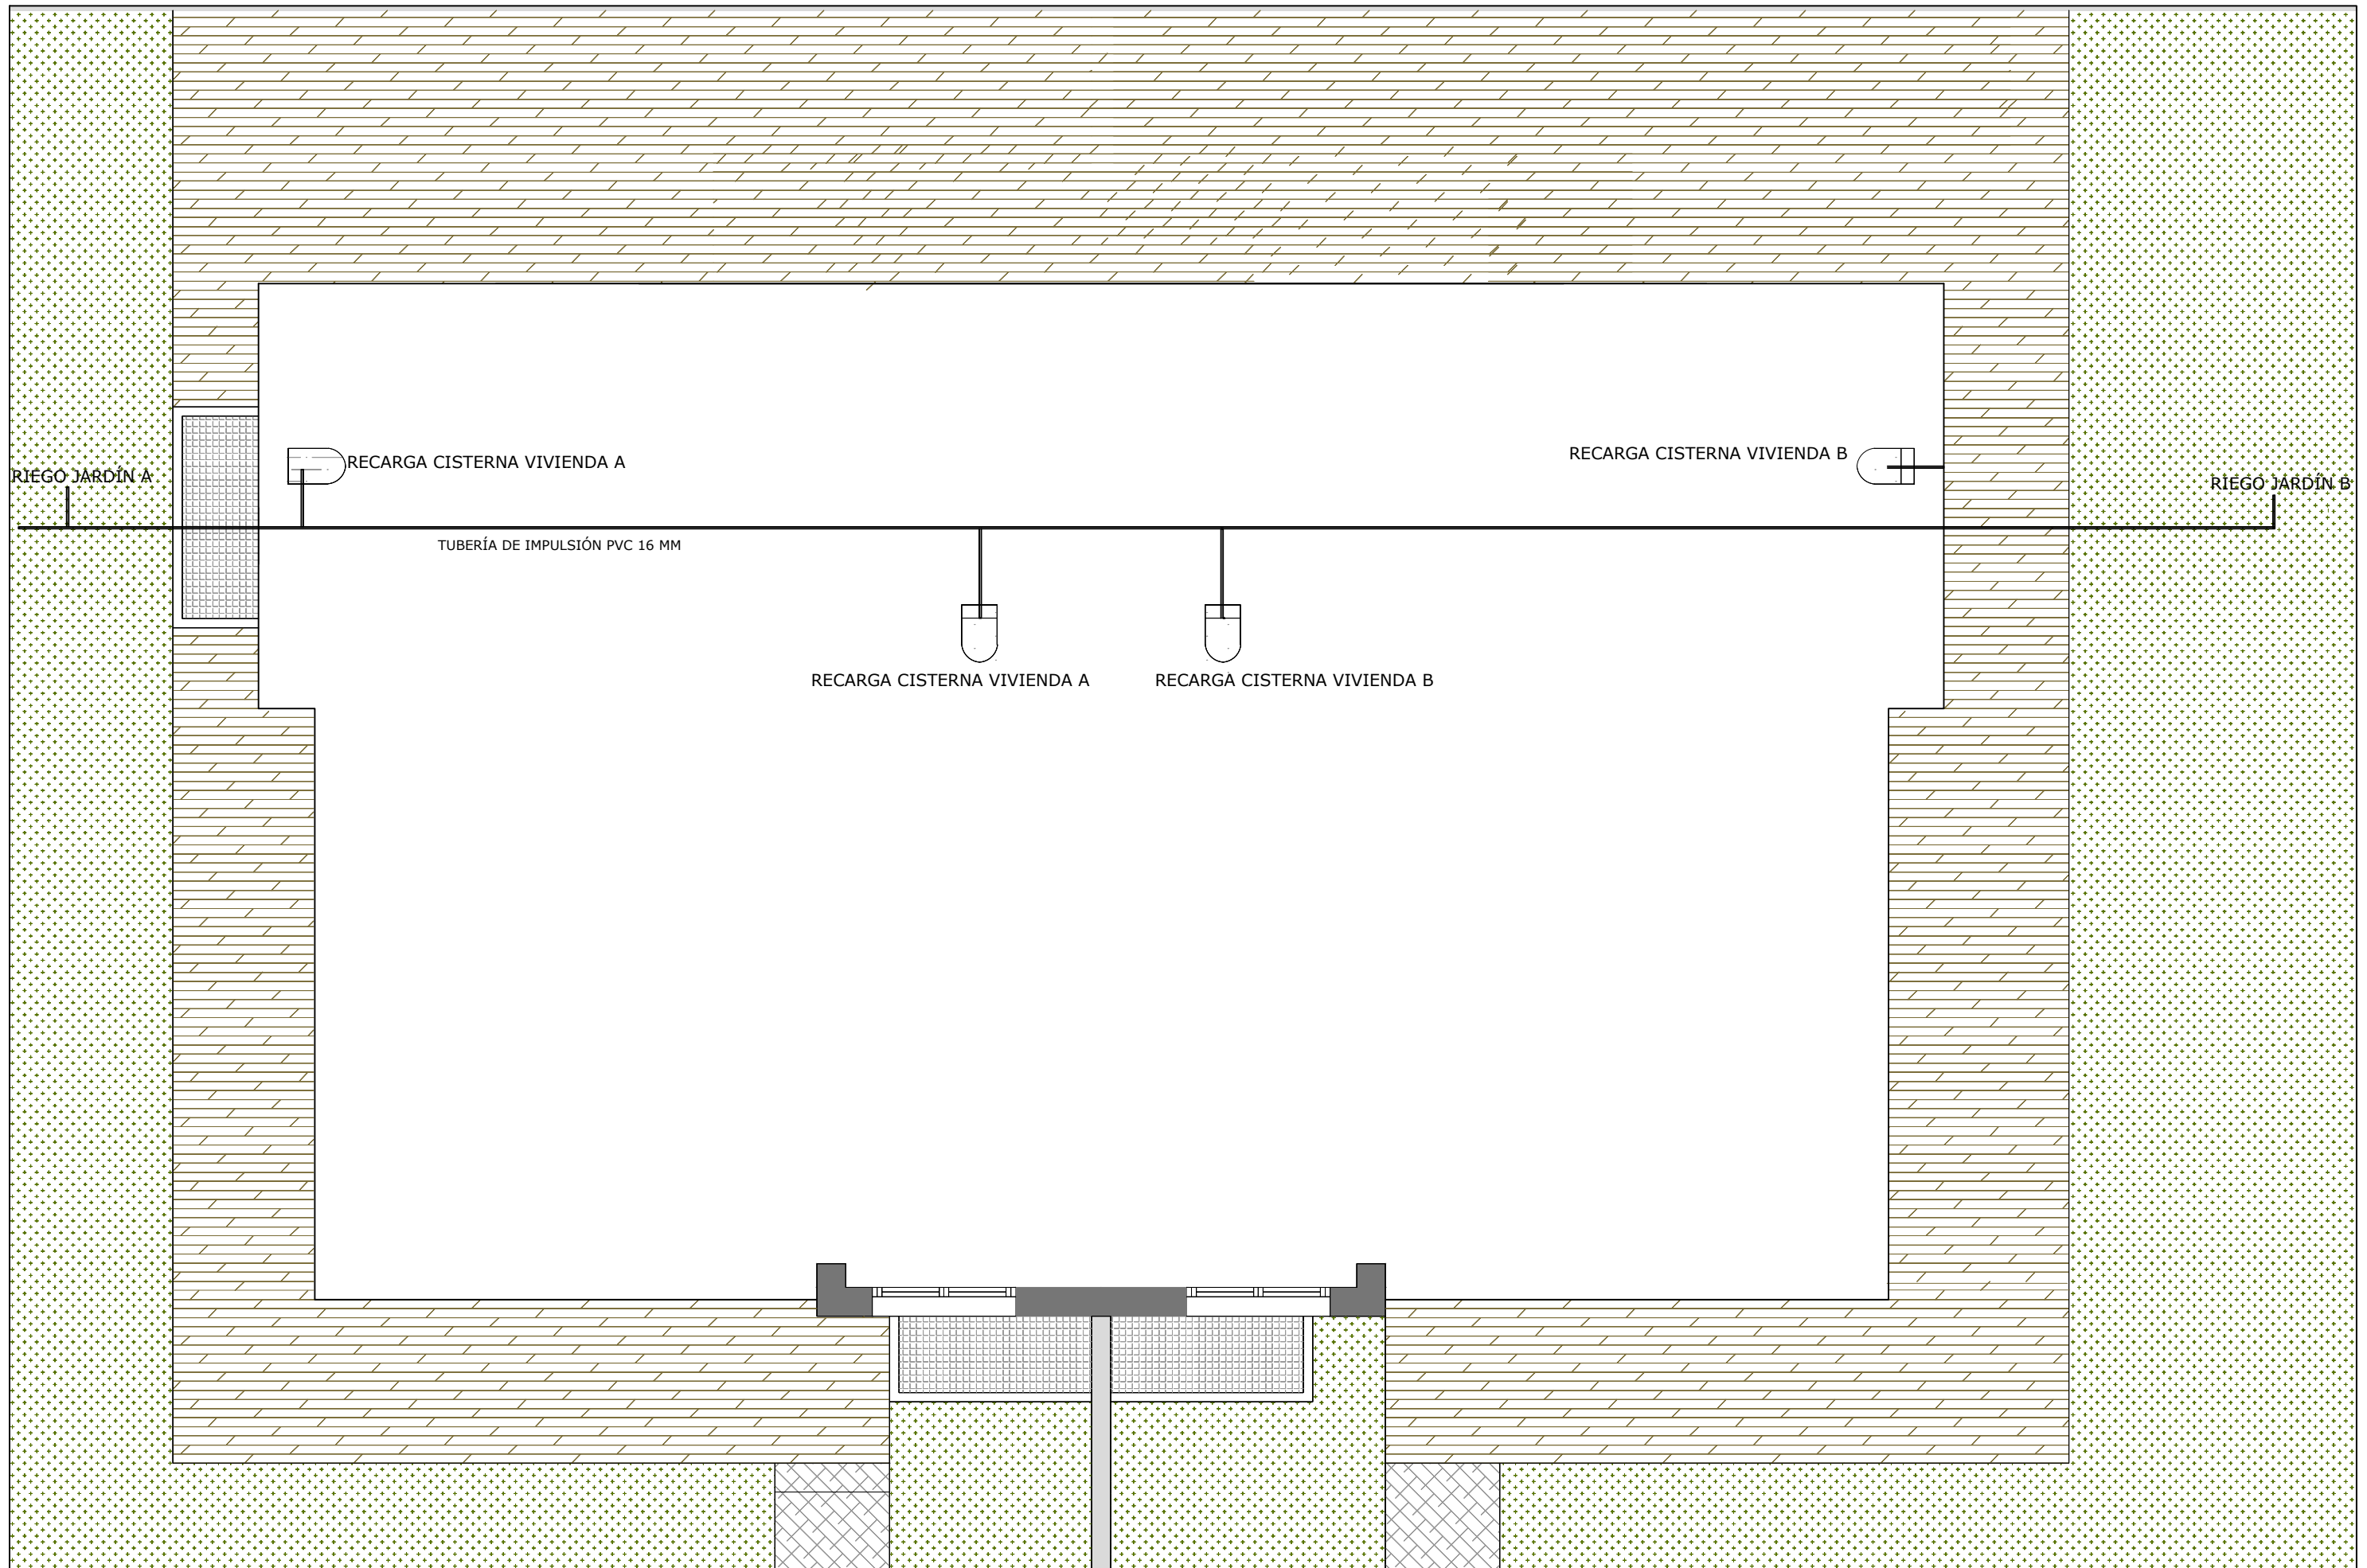 RECARGA CISTERNA VIVIENDA B
RECARGA CISTERNA VIVIENDA A
RIEGO JARDÍN A
RIEGO JARDÍN B
TUBERÍA DE IMPULSIÓN PVC 16 MM
RECARGA CISTERNA VIVIENDA A
RECARGA CISTERNA VIVIENDA B